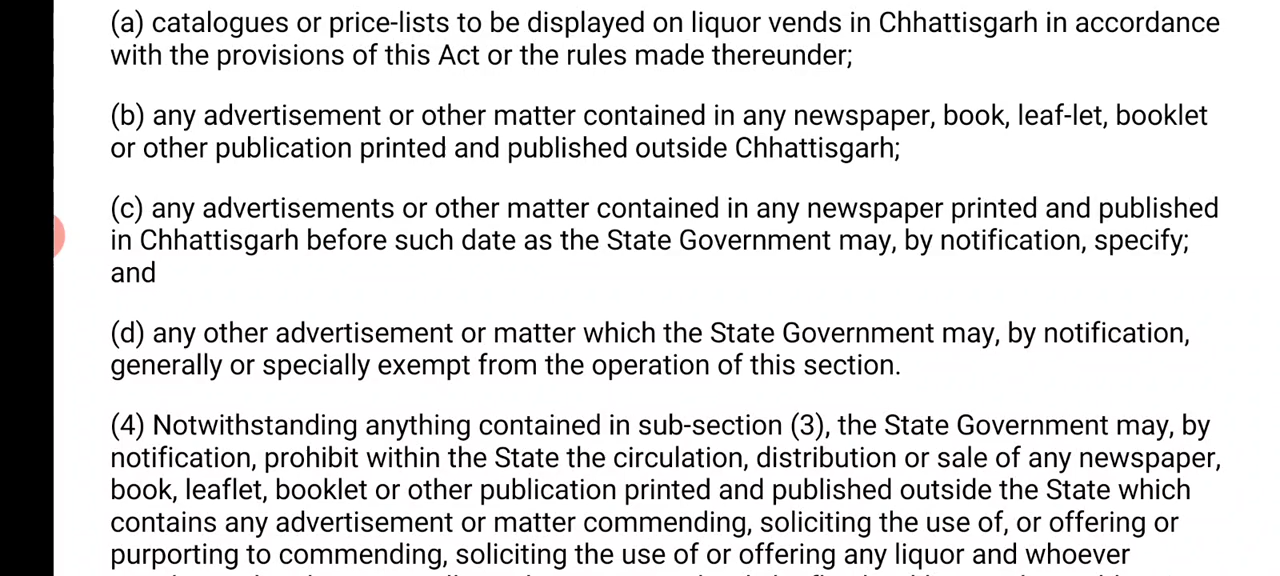 (a) catalogues or price-lists to be displayed on liquor vends in Chhattisgarh in accordance
with the provisions of this Act or the rules made thereunder;
(b) any advertisement or other matter contained in any newspaper, book, leaf-let, booklet
or other publication printed and published outside Chhattisgarh;
(c) any advertisements or other matter contained in any newspaper printed and published
in Chhattisgarh before such date as the State Government may, by notification, specify;
and
(d) any other advertisement or matter which the State Government may, by notification,
generally or specially exempt from the operation of this section.
(4) Notwithstanding anything contained in sub-section (3), the State Government may, by
notification, prohibit within the State the circulation, distribution or sale of any newspaper,
book, leaflet, booklet or other publication printed and published outside the State which
contains any advertisement or matter commending, soliciting the use of, or offering or
purporting to commending, soliciting the use of or offering any liquor and whoever